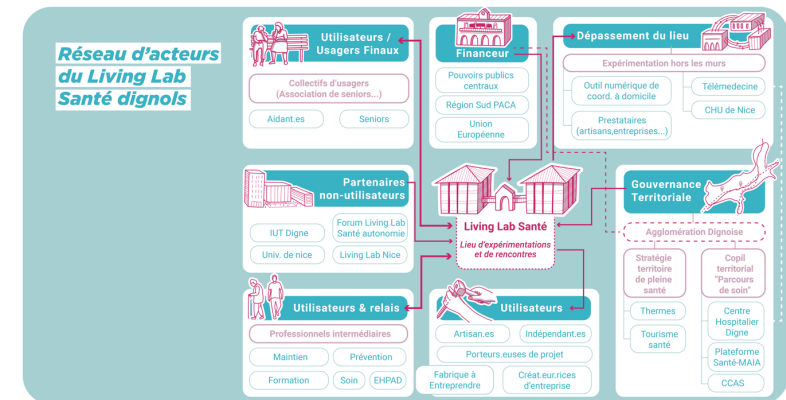 Réseau d'acteurs
du Living Lab
Santé dignols
Utilisateurs /
Usagers Finaux
Collectifs d'usagers
(Association de seniors...)
Aidant.es
Seniors
Financeur
Pouvoirs publics
centraux
Région Sud PACA
Union
Européenne
Dépassement du lieu
Expérimentation hors les murs
Outil numérique de
coord. à domicile
Télémedecine
Prestataires
(artisans,entreprises...)
CHU de Nice
Partenaires
non-utilisateurs
IUT Digne
Forum Living Lab
Santé autonomie
Univ. de nice
Living Lab Nice
Living Lab Santé
Lieu d'expérimentations
et de rencontres
Gouvernance
Territoriale
Agglomération Dignoise
Stratégie
territoire
de pleine
santé
Copil
territorial
"Parcours
de soin"
Thermes
Tourisme
santé
Centre
Hospitalier
Digne
Plateforme
Santé-MAIA
CCAS
Utilisateurs & relais
Professionnels intermédiaires
Maintien
Prévention
Formation
Soin
EHPAD
Utilisateurs
Artisan.es
Indépendant.es
Porteurs.euses de projet
Fabrique à
Entreprendre
Créat.eur.rices
d'entreprise